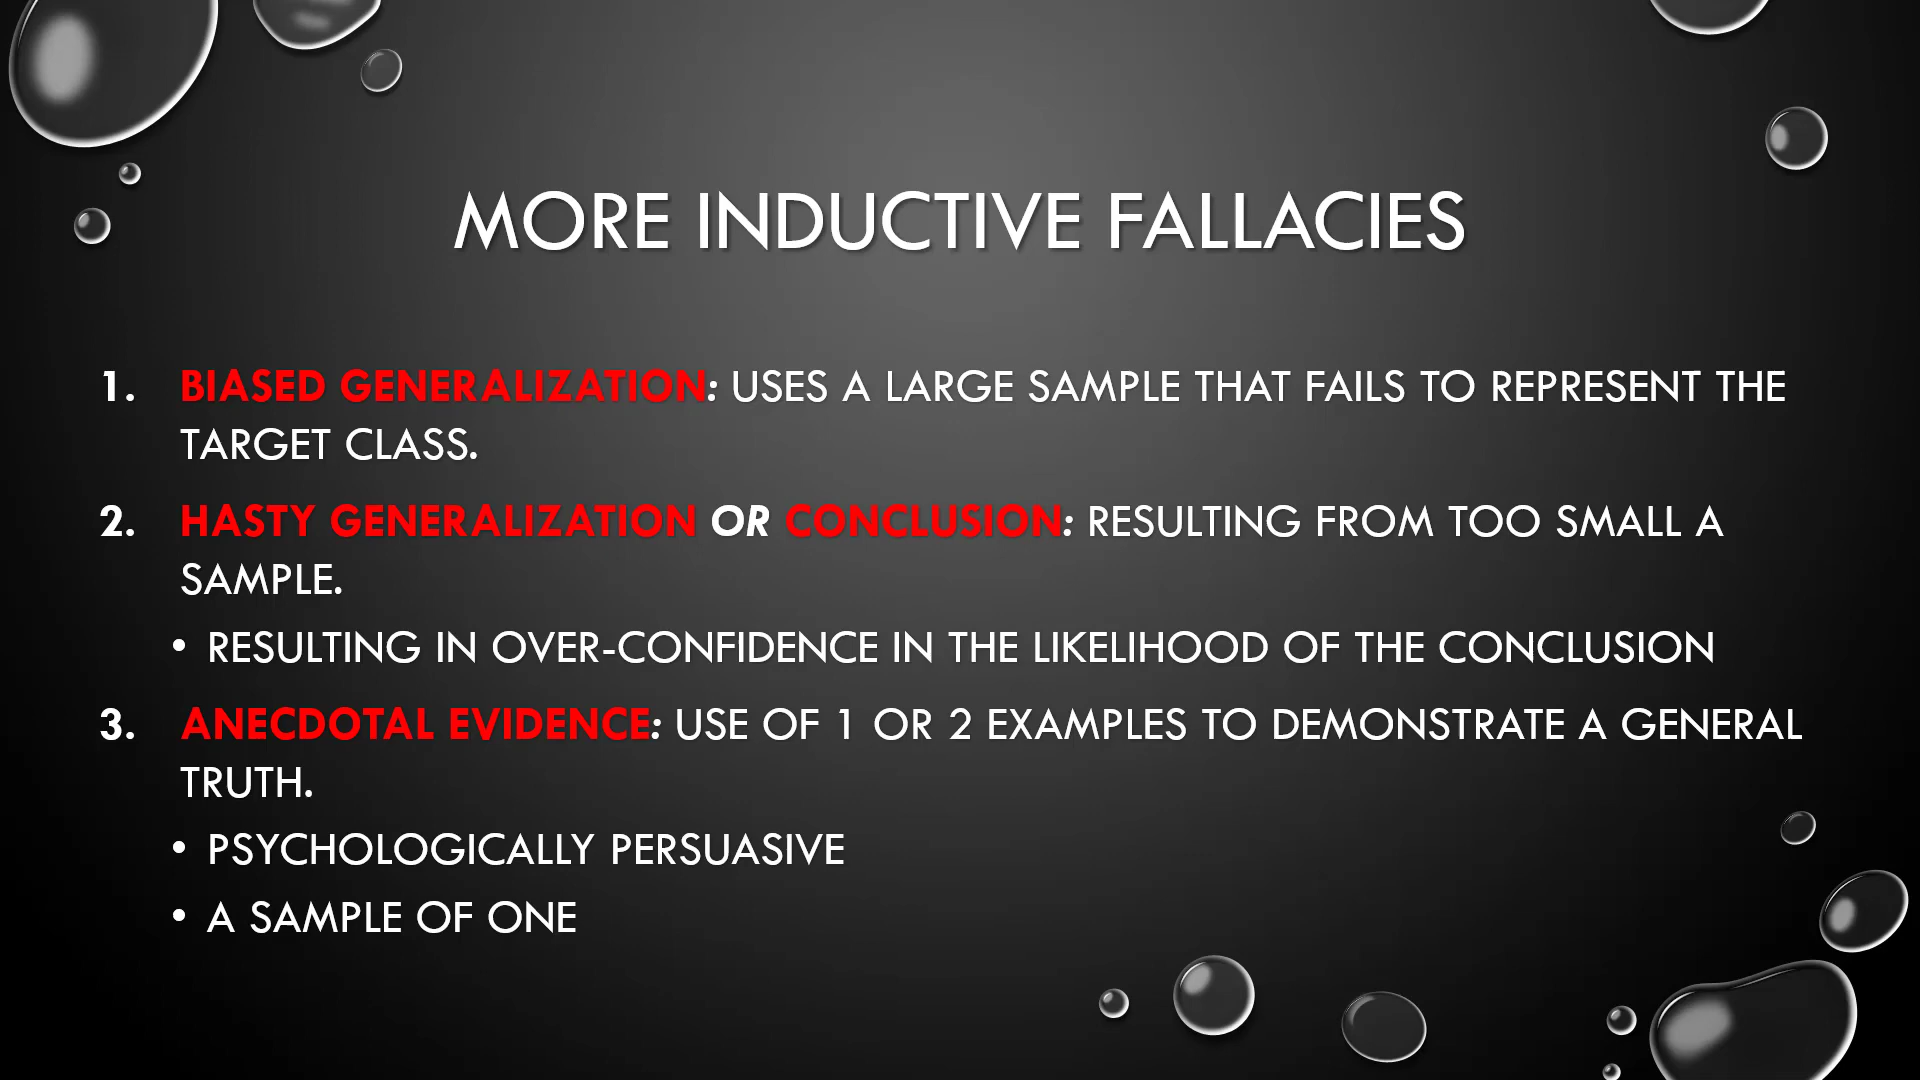 MORE INDUCTIVE FALLACIES
1. BIASED GENERALIZATION: USES A LARGE SAMPLE THAT FAILS TO REPRESENT THE
TARGET CLASS.
2. HASTY GENERALIZATION OR CONCLUSION: RESULTING FROM TOO SMALL A
SAMPLE.
• RESULTING IN OVER-CONFIDENCE IN THE LIKELIHOOD OF THE CONCLUSION
3. ANECDOTAL EVIDENCE: USE OF 1 OR 2 EXAMPLES TO DEMONSTRATE A GENERAL
TRUTH.
• PSYCHOLOGICALLY PERSUASIVE
• A SAMPLE OF ONE